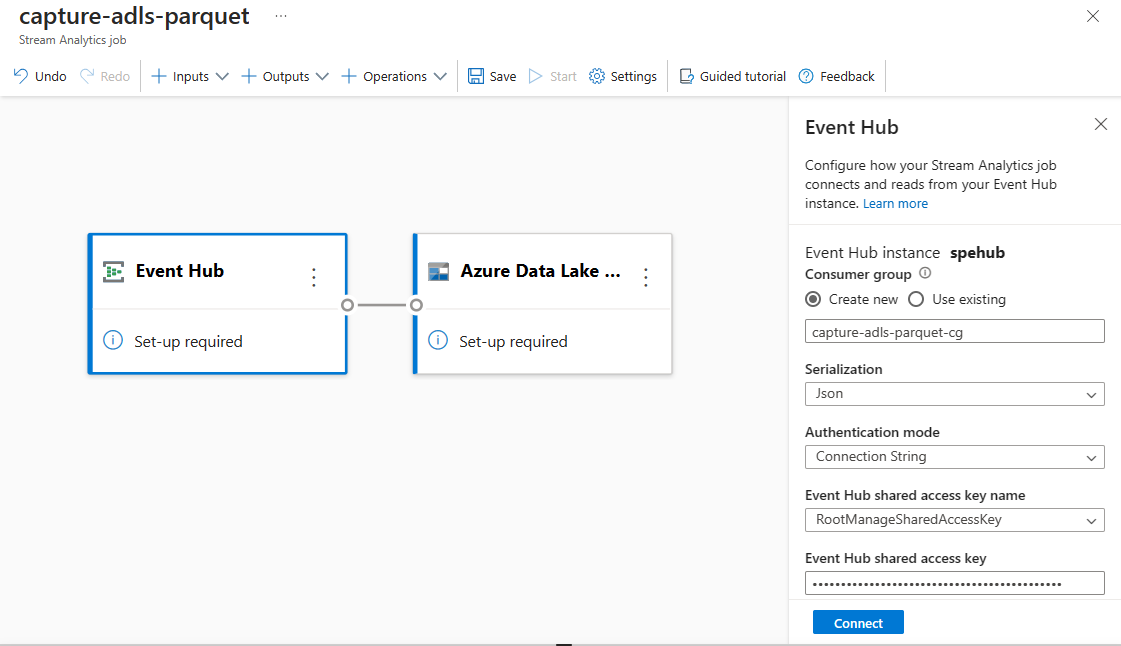 capture-adls-parquet ...
Stream Analytics job
Undo Redo Inputs Outputs Operations Save Start Settings Guided tutorial Feedback
Event Hub
Set-up required
Azure Data Lake ...
Set-up required
Event Hub
Configure how your Stream Analytics job
connects and reads from your Event Hub
instance. Learn more
Event Hub instance spehub
Consumer group
Create new Use existing
capture-adls-parquet-cg
Serialization
Json
Authentication mode
Connection String
Event Hub shared access key name
RootManageSharedAccessKey
Event Hub shared access key
••••••••••••••••••••••••••••••••••••••••••••
Connect